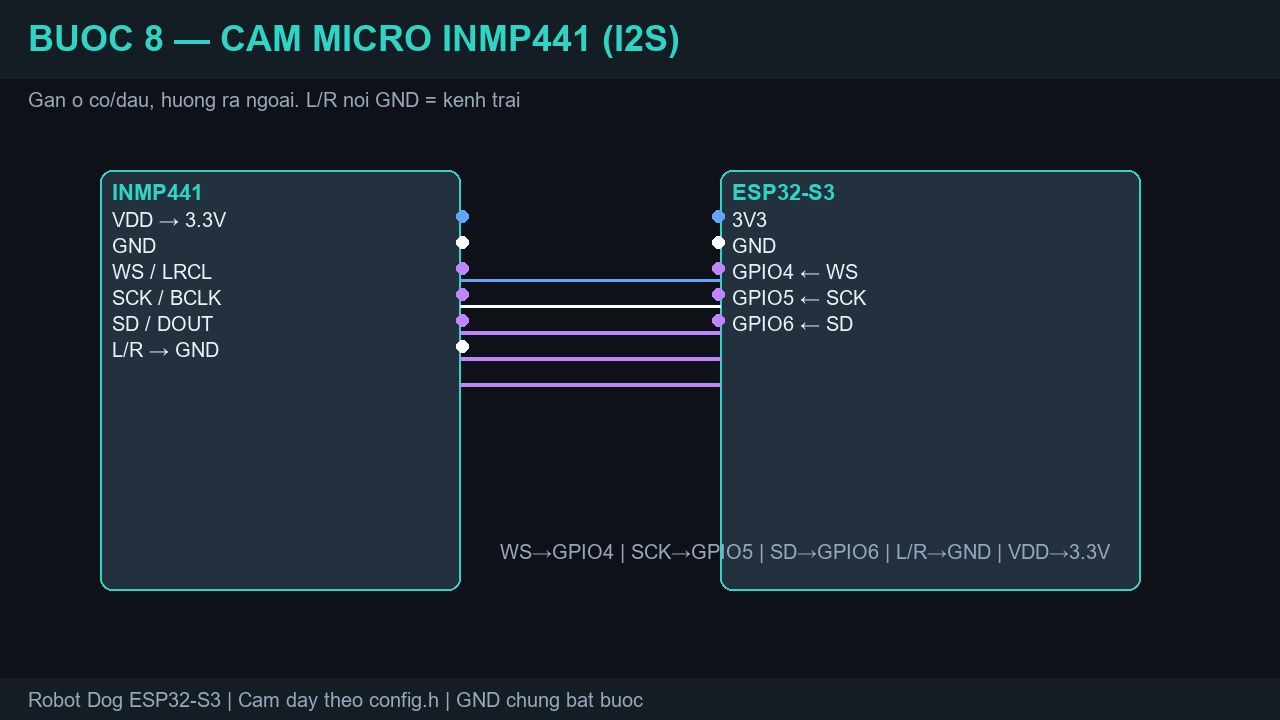 BUOC 8 — CAM MICRO INMP441 (I2S)
Gan o co/dau, huong ra ngoai. L/R noi GND = kenh trai
INMP441
VDD → 3.3V
GND
WS / LRCL
SCK / BCLK
SD / DOUT
L/R → GND
ESP32-S3
3V3
GND
GPIO4 ← WS
GPIO5 ← SCK
GPIO6 ← SD
WS→GPIO4 | SCK→GPIO5 | SD→GPIO6 | L/R→GND | VDD→3.3V
Robot Dog ESP32-S3 | Cam day theo config.h | GND chung bat buoc